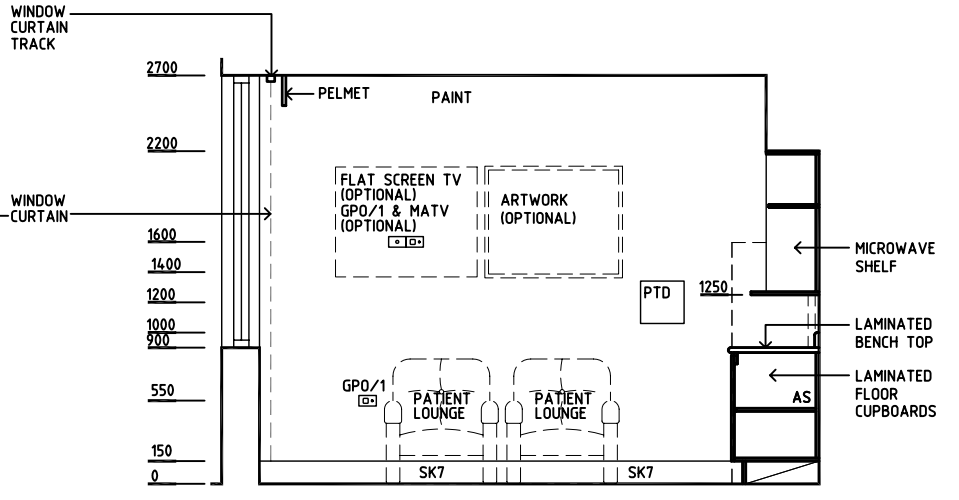 WINDOW
CURTAIN
TRACK
2700
PELMET
PAINT
2200
FLAT SCREEN TV
(OPTIONAL)
GPO/1 & MATV
(OPTIONAL)
ARTWORK
(OPTIONAL)
WINDOW
CURTAIN
1600
1400
1200
1000
900
550
150
0
MICROWAVE
SHELF
PTD
1250
LAMINATED
BENCH TOP
LAMINATED
FLOOR
CUPBOARDS
AS
GPO/1
PATIENT
LOUNGE
PATIENT
LOUNGE
SK7
SK7